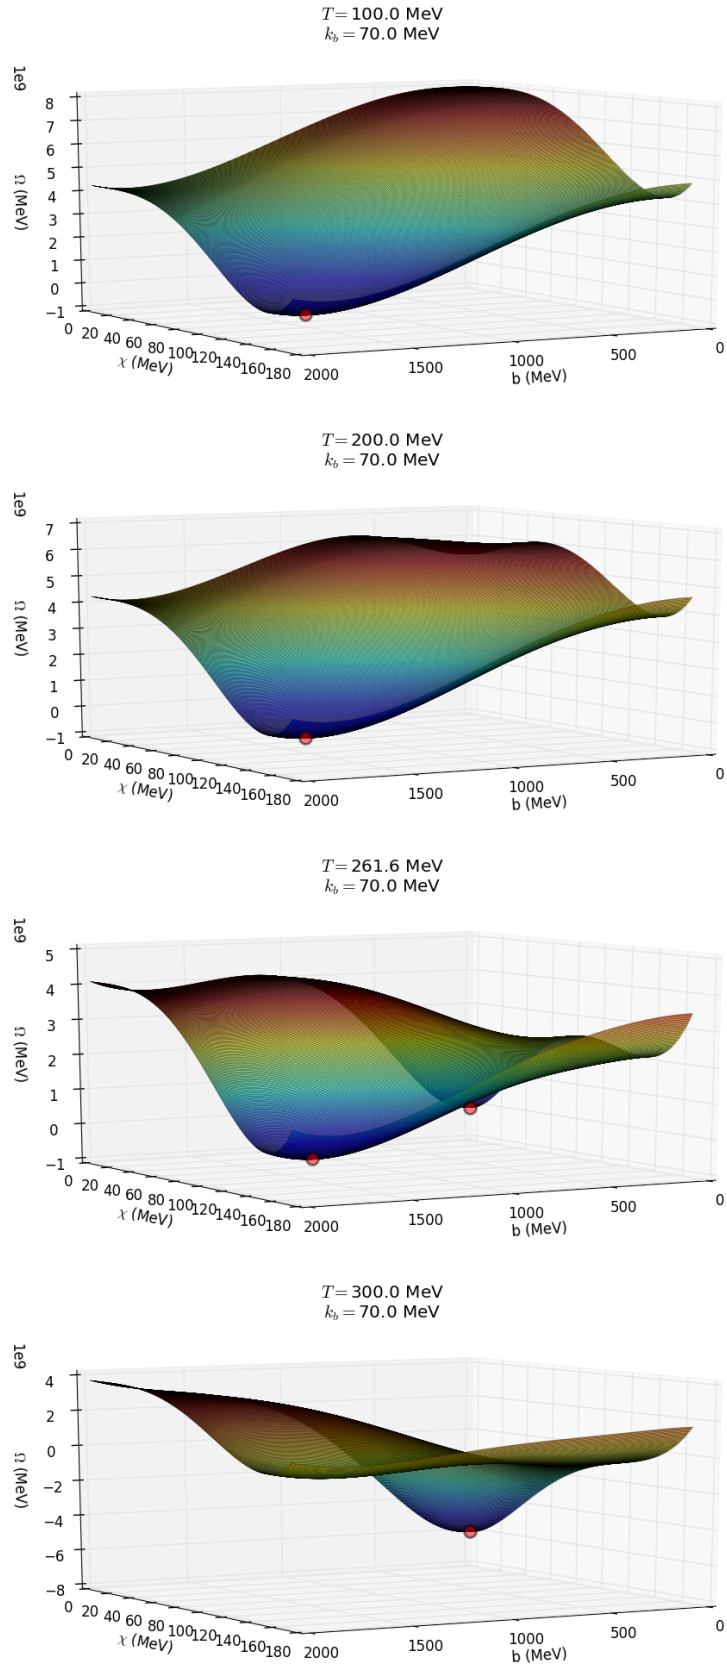 T = 100.0 MeV
k_b = 70.0 MeV
1e9
8
7
6
5
4
3
2
1
0
−1
Ω (MeV)
0 20 40 60 80 100 120 140 160 180
χ (MeV)
2000 1500 1000 500 0
b (MeV)
T = 200.0 MeV
k_b = 70.0 MeV
1e9
7
6
5
4
3
2
1
0
−1
Ω (MeV)
0 20 40 60 80 100 120 140 160 180
χ (MeV)
2000 1500 1000 500 0
b (MeV)
T = 261.6 MeV
k_b = 70.0 MeV
1e9
5
4
3
2
1
0
−1
Ω (MeV)
0 20 40 60 80 100 120 140 160 180
χ (MeV)
2000 1500 1000 500 0
b (MeV)
T = 300.0 MeV
k_b = 70.0 MeV
1e9
4
2
0
−2
−4
−6
−8
Ω (MeV)
0 20 40 60 80 100 120 140 160 180
χ (MeV)
2000 1500 1000 500 0
b (MeV)